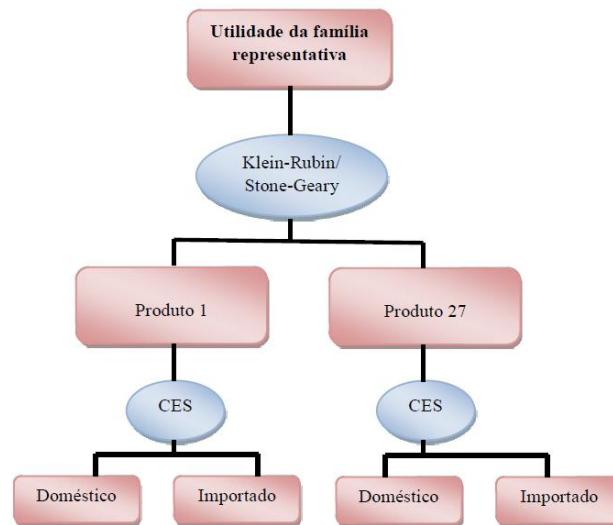 Utilidade da família
representativa
Klein-Rubin/
Stone-Geary
Produto 1
Produto 27
CES
CES
Doméstico
Importado
Doméstico
Importado